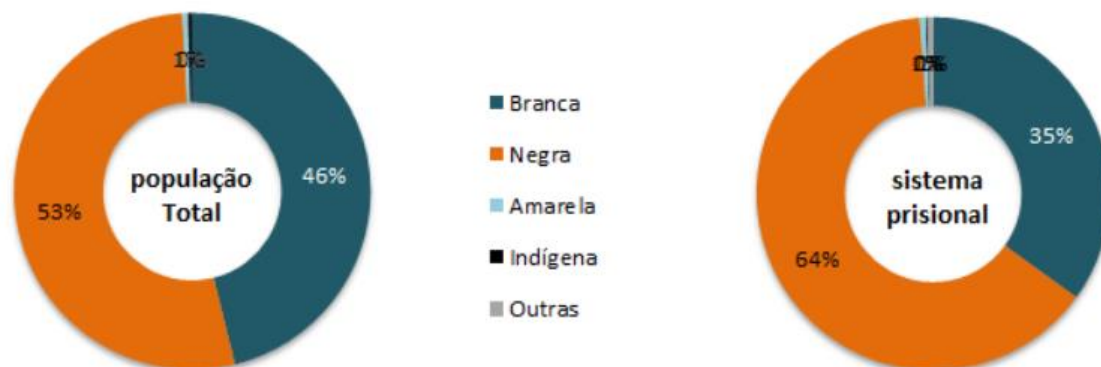 população
Total
46%
53%
Branca
Negra
Amarela
Indígena
Outras
sistema
prisional
35%
64%